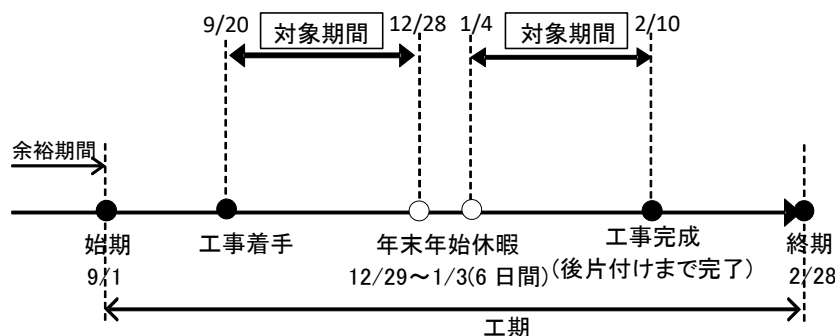 9/20 対象期間 12/28 1/4 対象期間 2/10
余裕期間
始期 工事着手 年末年始休暇 工事完成 終期
9/1 12/29～1/3(6 日間) (後片付けまで完了) 2/28
工期